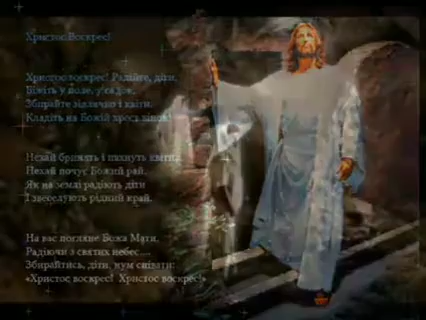 Христос Воскрес!
Христос воскрес! Радійте, діти,
Біжіть у поле, у садок,
Збирайте зіллячко і квіти,
Кладіть на Божий хрест вінок!
Нехай бринять і пахнуть квіти,
Нехай почує Божий рай,
Як на землі радіють діти
І звеселяють рідний край.
На вас погляне Божа Мати,
Радіючи з святих небес...
Збирайтесь, діти, нум співати:
«Христос воскрес! Христос воскрес!»